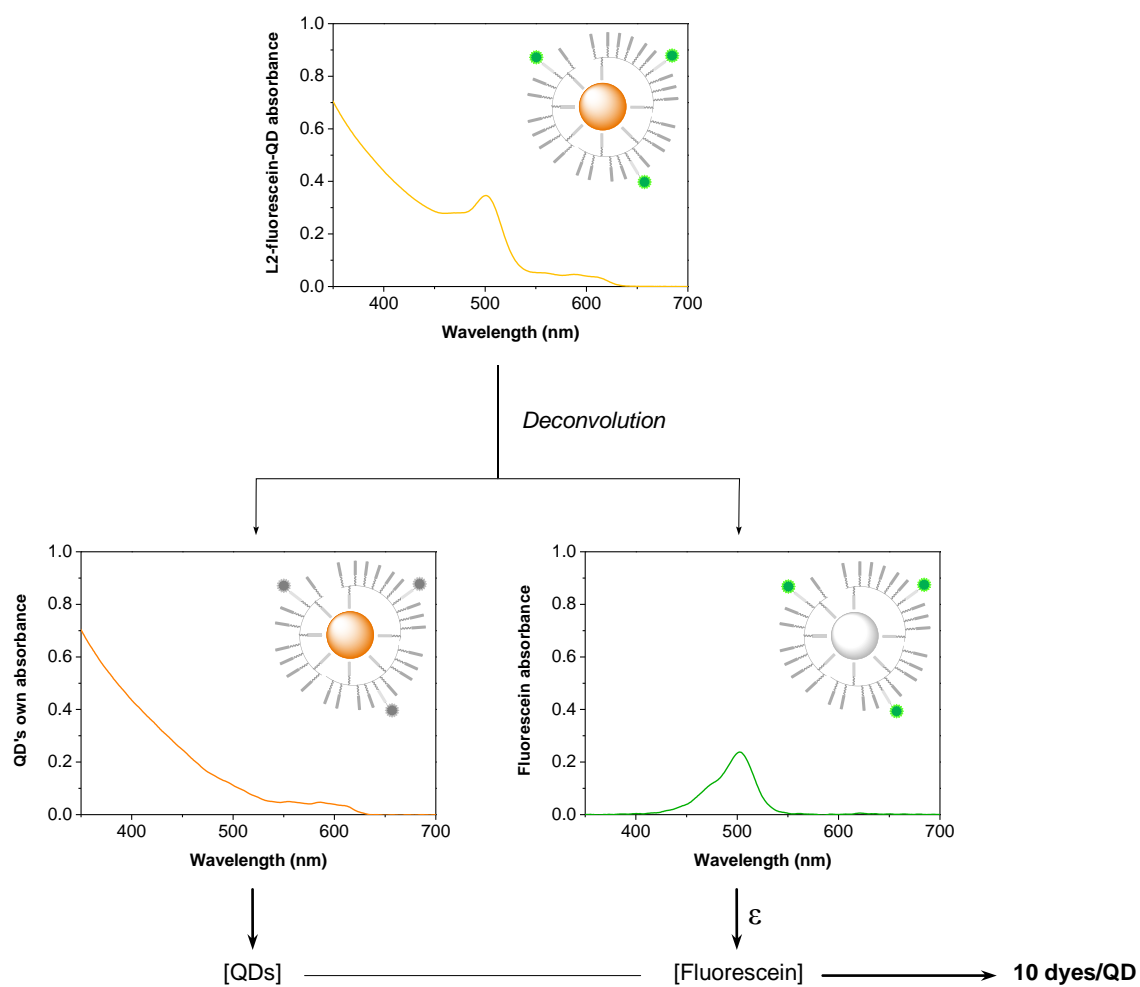 L2-fluorescein-QD absorbance
1.0
0.8
0.6
0.4
0.2
0.0
400 500 600 700
Wavelength (nm)
Deconvolution
QD's own absorbance
1.0
0.8
0.6
0.4
0.2
0.0
400 500 600 700
Wavelength (nm)
Fluorescein absorbance
1.0
0.8
0.6
0.4
0.2
0.0
400 500 600 700
Wavelength (nm)
ε
[QDs] [Fluorescein] 10 dyes/QD